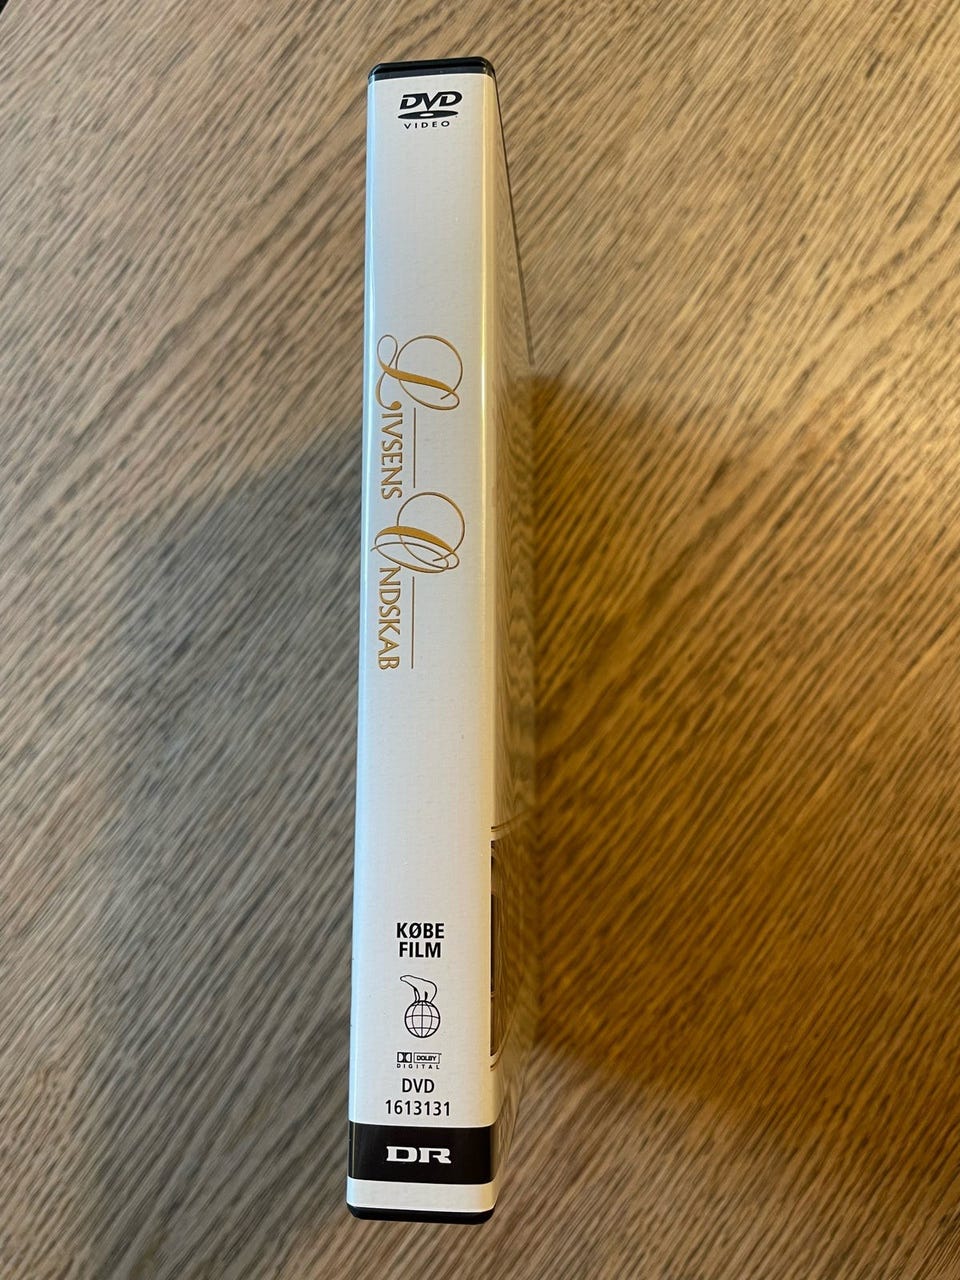 DVD
VIDEO
LIVSENS ONDSKAB
KØBE
FILM
DOLBY
DIGITAL
DVD
1613131
DR